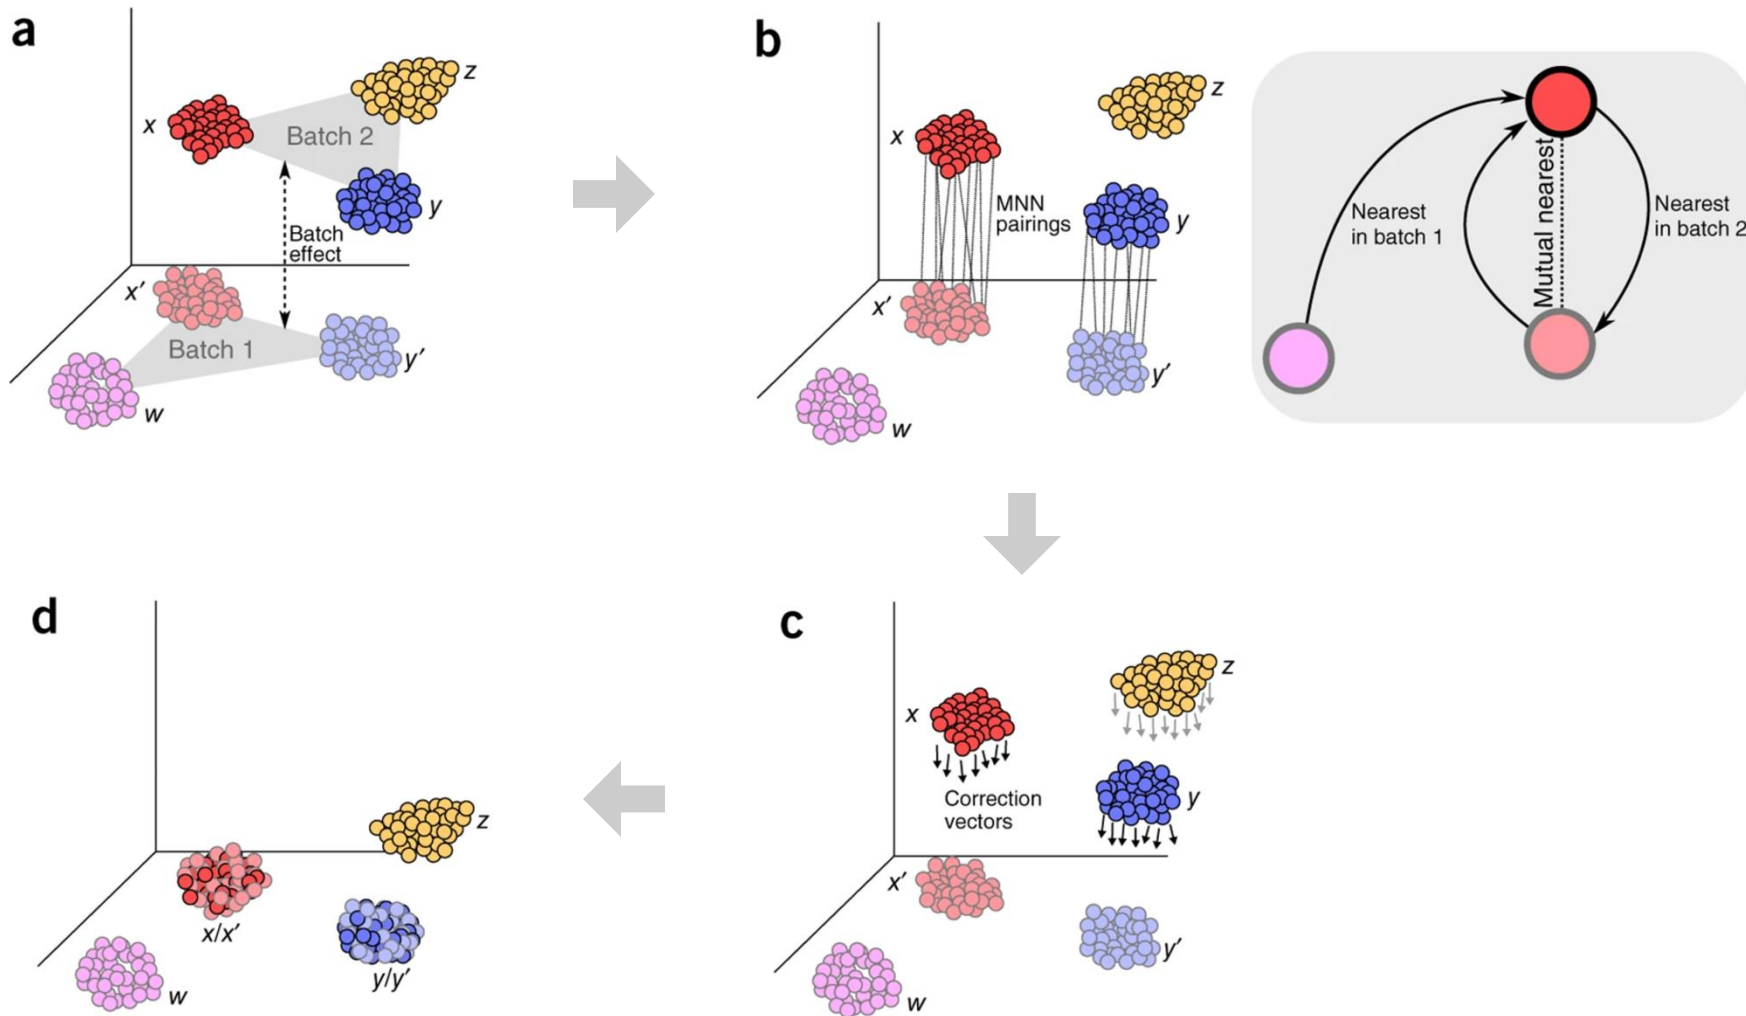 a
z
x
Batch 2
y
Batch
effect
x′
Batch 1
y′
w
b
z
x
MNN
pairings
y
x′
y′
w
Nearest
in batch 1
Mutual nearest
Nearest
in batch 2
d
z
x/x′
y/y′
w
c
z
x
y
Correction
vectors
x′
y′
w